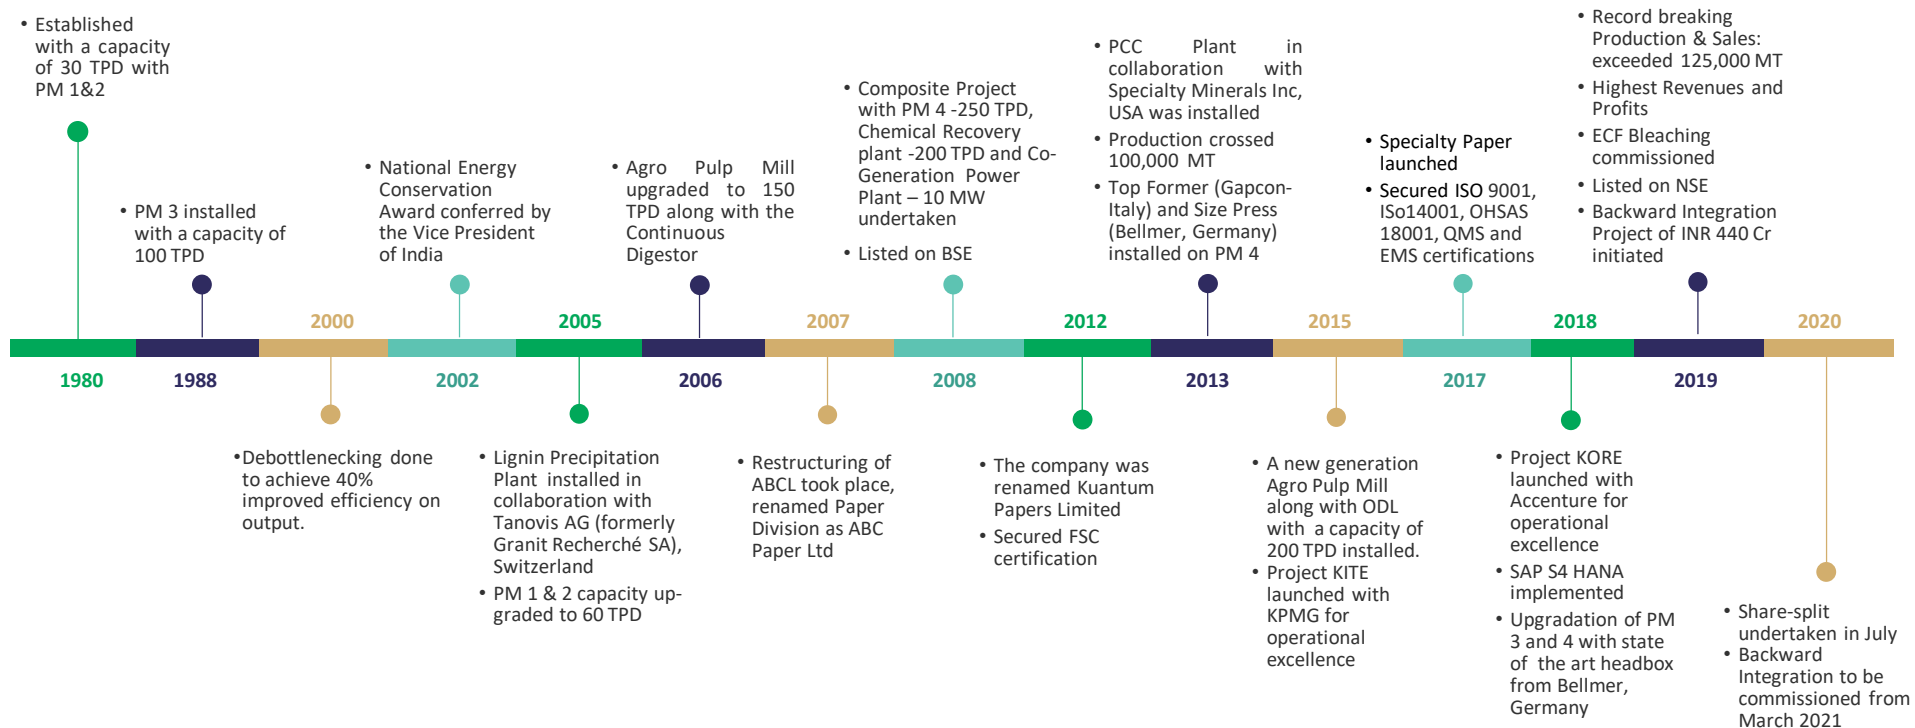 • Established
with a capacity
of 30 TPD with
PM 1&2
1980
• PM 3 installed
with a capacity of
100 TPD
1988
2000
•Debottlenecking done
to achieve 40%
improved efficiency on
output.
• National Energy
Conservation
Award conferred by
the Vice President
of India
2002
2005
• Lignin Precipitation
Plant installed in
collaboration with
Tanovis AG (formerly
Granit Recherché SA),
Switzerland
• PM 1 & 2 capacity up-
graded to 60 TPD
• Agro Pulp Mill
upgraded to 150
TPD along with the
Continuous
Digestor
2006
2007
• Restructuring of
ABCL took place,
renamed Paper
Division as ABC
Paper Ltd
• Composite Project
with PM 4 -250 TPD,
Chemical Recovery
plant -200 TPD and Co-
Generation Power
Plant – 10 MW
undertaken
• Listed on BSE
2008
2012
• The company was
renamed Kuantum
Papers Limited
• Secured FSC
certification
• PCC Plant in
collaboration with
Specialty Minerals Inc,
USA was installed
• Production crossed
100,000 MT
• Top Former (Gapcon-
Italy) and Size Press
(Bellmer, Germany)
installed on PM 4
2013
2015
• A new generation
Agro Pulp Mill
along with ODL
with a capacity of
200 TPD installed.
• Project KITE
launched with
KPMG for
operational
excellence
• Specialty Paper
launched
• Secured ISO 9001,
ISo14001, OHSAS
18001, QMS and
EMS certifications
2017
2018
• Project KORE
launched with
Accenture for
operational
excellence
• SAP S4 HANA
implemented
• Upgradation of PM
3 and 4 with state
of the art headbox
from Bellmer,
Germany
• Record breaking
Production & Sales:
exceeded 125,000 MT
• Highest Revenues and
Profits
• ECF Bleaching
commissioned
• Listed on NSE
• Backward Integration
Project of INR 440 Cr
initiated
2019
2020
• Share-split
undertaken in July
• Backward
Integration to be
commissioned from
March 2021